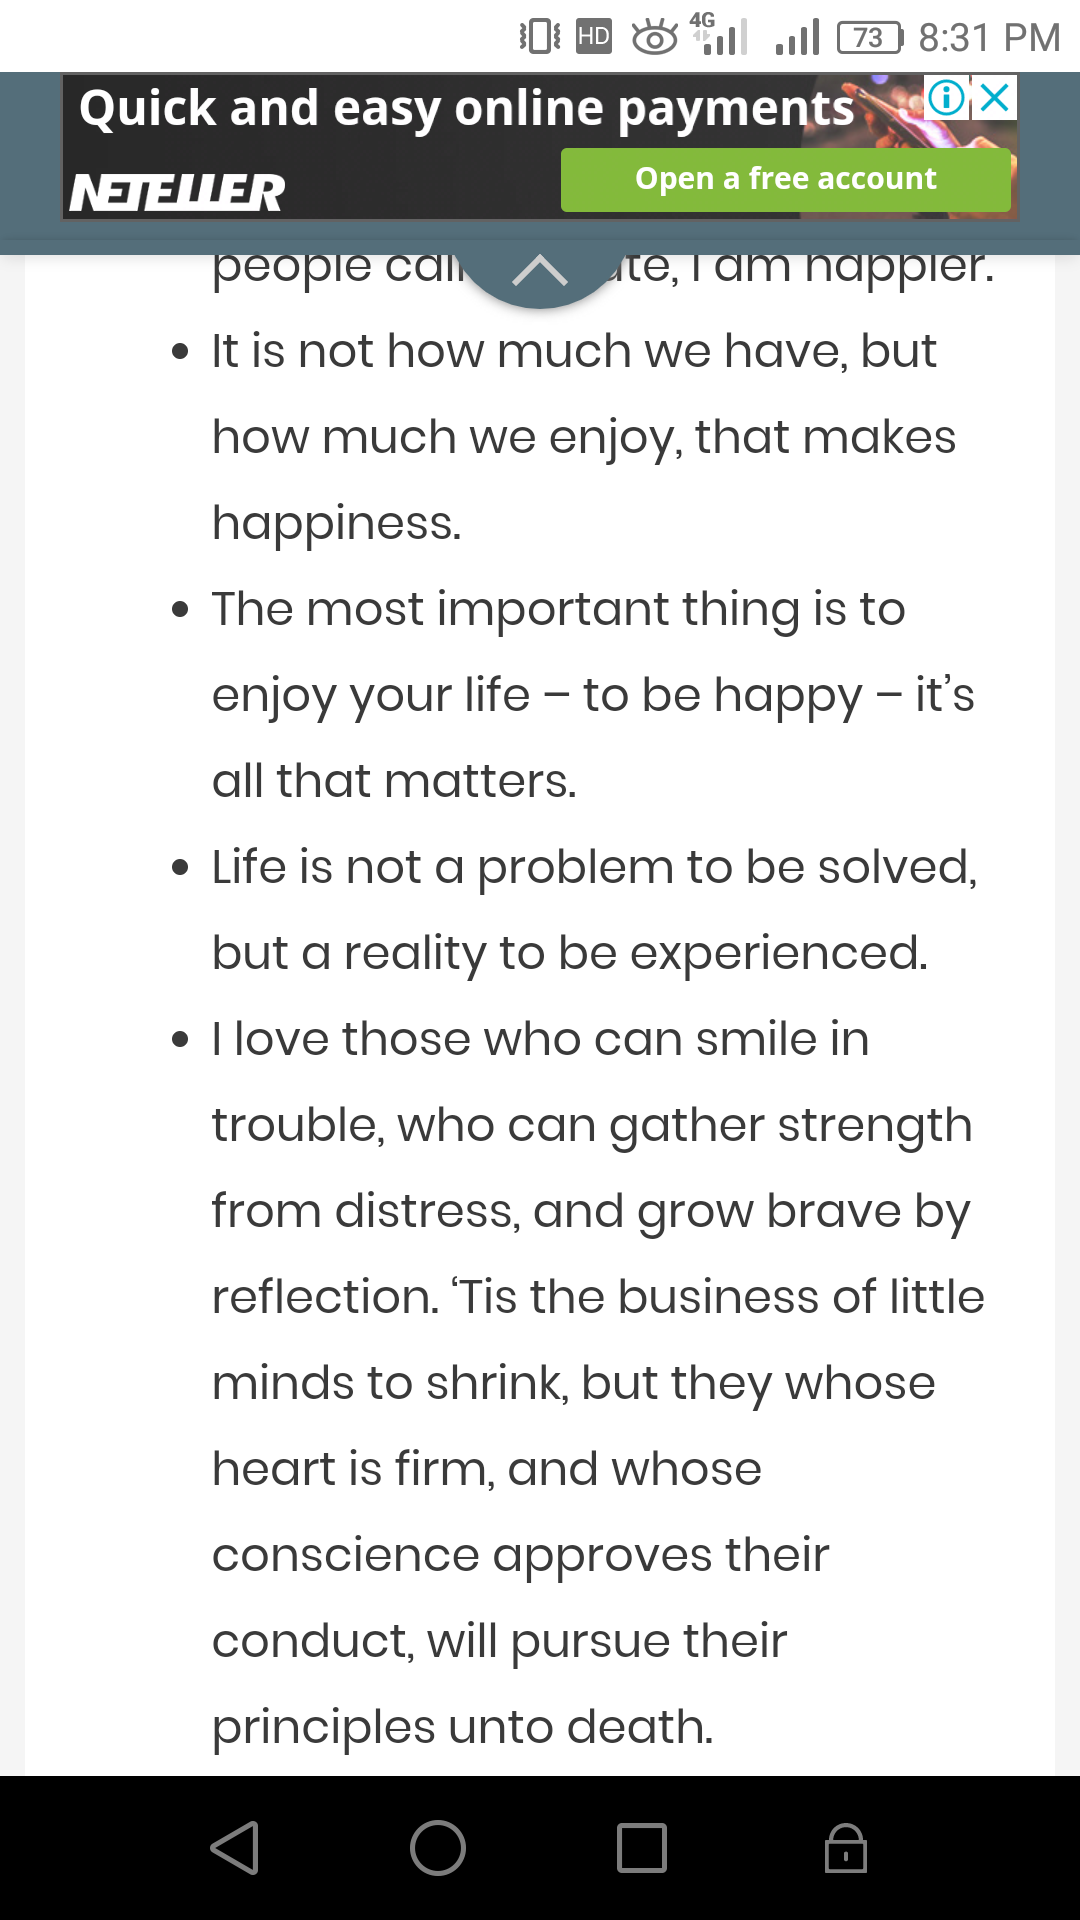 HD 4G 73 8:31 PM
Quick and easy online payments
NETELLER
Open a free account
people te, I am happier.
• It is not how much we have, but
how much we enjoy, that makes
happiness.
• The most important thing is to
enjoy your life – to be happy – it’s
all that matters.
• Life is not a problem to be solved,
but a reality to be experienced.
• I love those who can smile in
trouble, who can gather strength
from distress, and grow brave by
reflection. ‘Tis the business of little
minds to shrink, but they whose
heart is firm, and whose
conscience approves their
conduct, will pursue their
principles unto death.